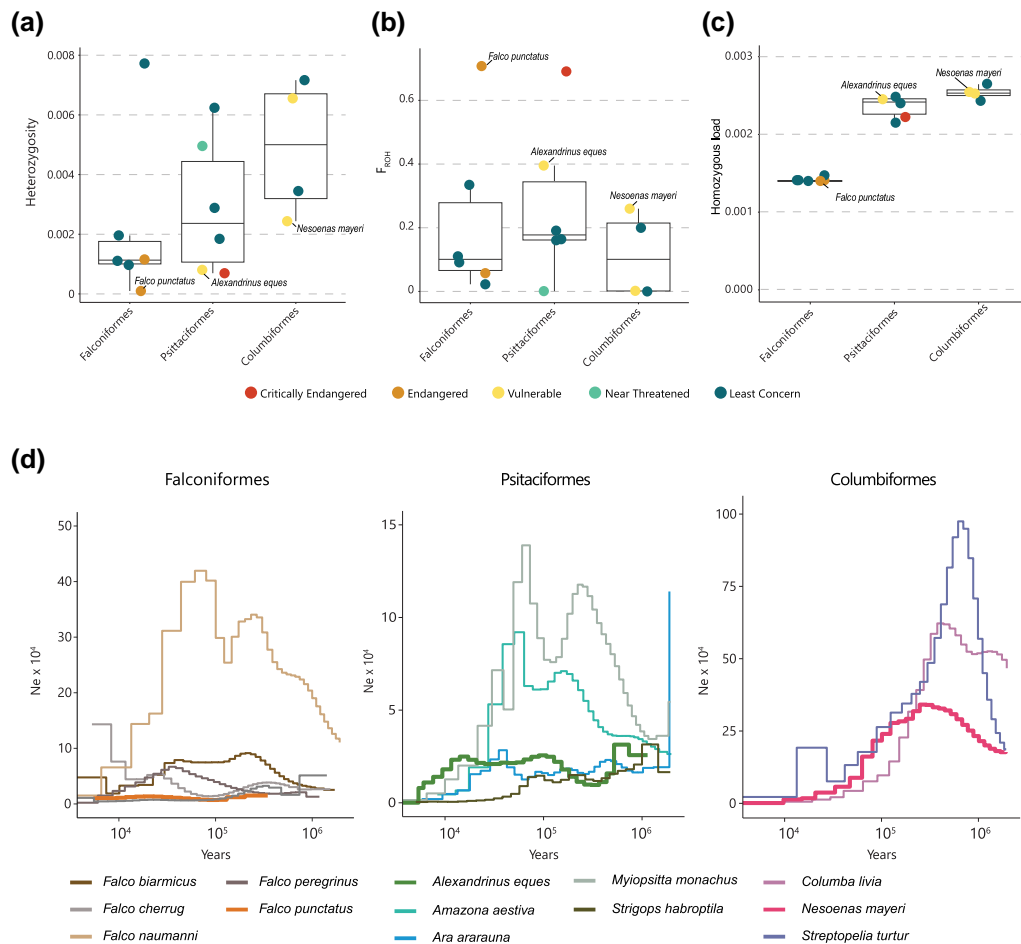 (a)
Heterozygosity
0.008
0.006
0.004
0.002
0
Falco punctatus
Alexandrinus eques
Nesoenas mayeri
Falconiformes
Psittaciformes
Columbiformes
(b)
F ROH
0.6
0.4
0.2
0
Falco punctatus
Alexandrinus eques
Nesoenas mayeri
Falconiformes
Psittaciformes
Columbiformes
(c)
Homozygous load
0.003
0.002
0.001
0.000
Alexandrinus eques
Nesoenas mayeri
Falco punctatus
Falconiformes
Psittaciformes
Columbiformes
Critically Endangered
Endangered
Vulnerable
Near Threatened
Least Concern
(d)
Falconiformes
Ne x 10⁴
50
40
30
20
10
0
10⁴
10⁵
10⁶
Years
Psitaciformes
Ne x 10⁴
15
10
5
0
10⁴
10⁵
10⁶
Years
Columbiformes
Ne x 10⁴
100
75
50
25
0
10⁴
10⁵
10⁶
Years
Falco biarmicus
Falco cherrug
Falco naumanni
Falco peregrinus
Falco punctatus
Alexandrinus eques
Amazona aestiva
Ara ararauna
Myiopsitta monachus
Strigops habroptila
Columba livia
Nesoenas mayeri
Streptopelia turtur